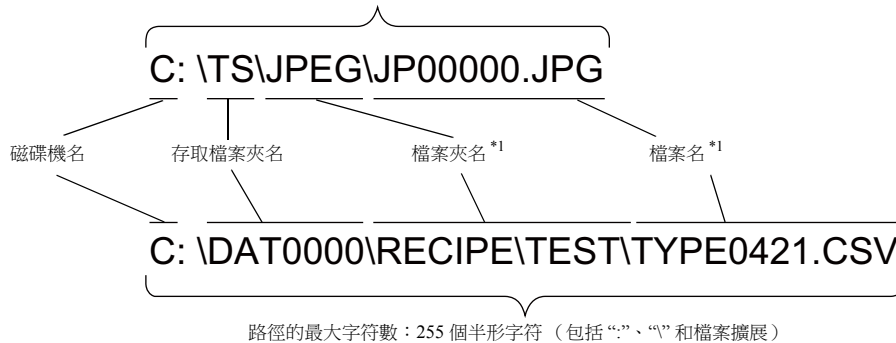 C: \TS\JPEG\JP00000.JPG
磁碟機名 存取檔案夾名 檔案夾名 *1 檔案名 *1
C: \DAT0000\RECIPE\TEST\TYPE0421.CSV
路徑的最大字符數：255 個半形字符 （包括 “:”、“\” 和檔案擴展）